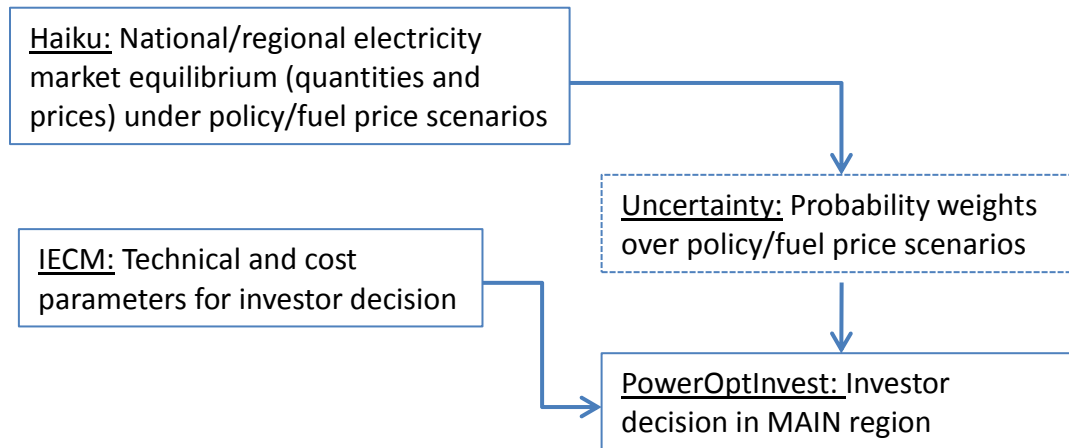 Haiku: National/regional electricity
market equilibrium (quantities and
prices) under policy/fuel price scenarios
Uncertainty: Probability weights
over policy/fuel price scenarios
IECM: Technical and cost
parameters for investor decision
PowerOptInvest: Investor
decision in MAIN region